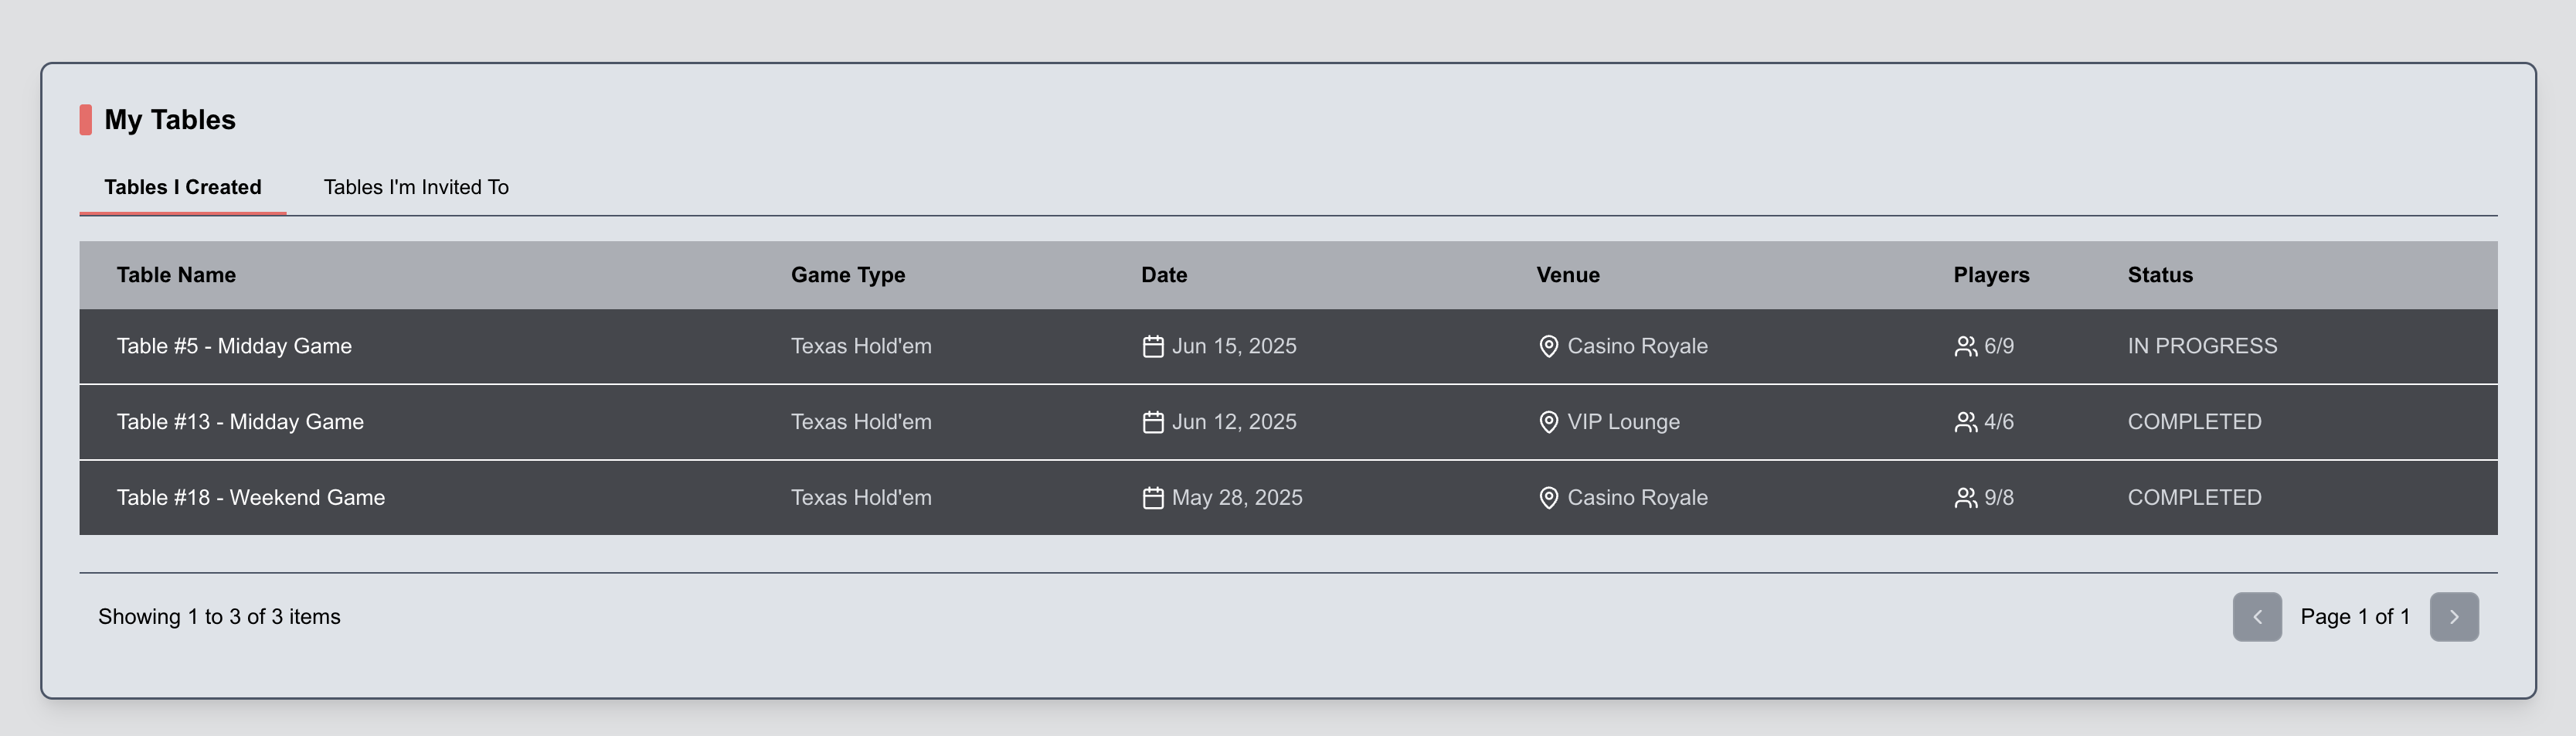 My Tables
Tables I Created Tables I'm Invited To
Table Name Game Type Date Venue Players Status
Table #5 - Midday Game Texas Hold'em Jun 15, 2025 Casino Royale 6/9 IN PROGRESS
Table #13 - Midday Game Texas Hold'em Jun 12, 2025 VIP Lounge 4/6 COMPLETED
Table #18 - Weekend Game Texas Hold'em May 28, 2025 Casino Royale 9/8 COMPLETED
Showing 1 to 3 of 3 items Page 1 of 1